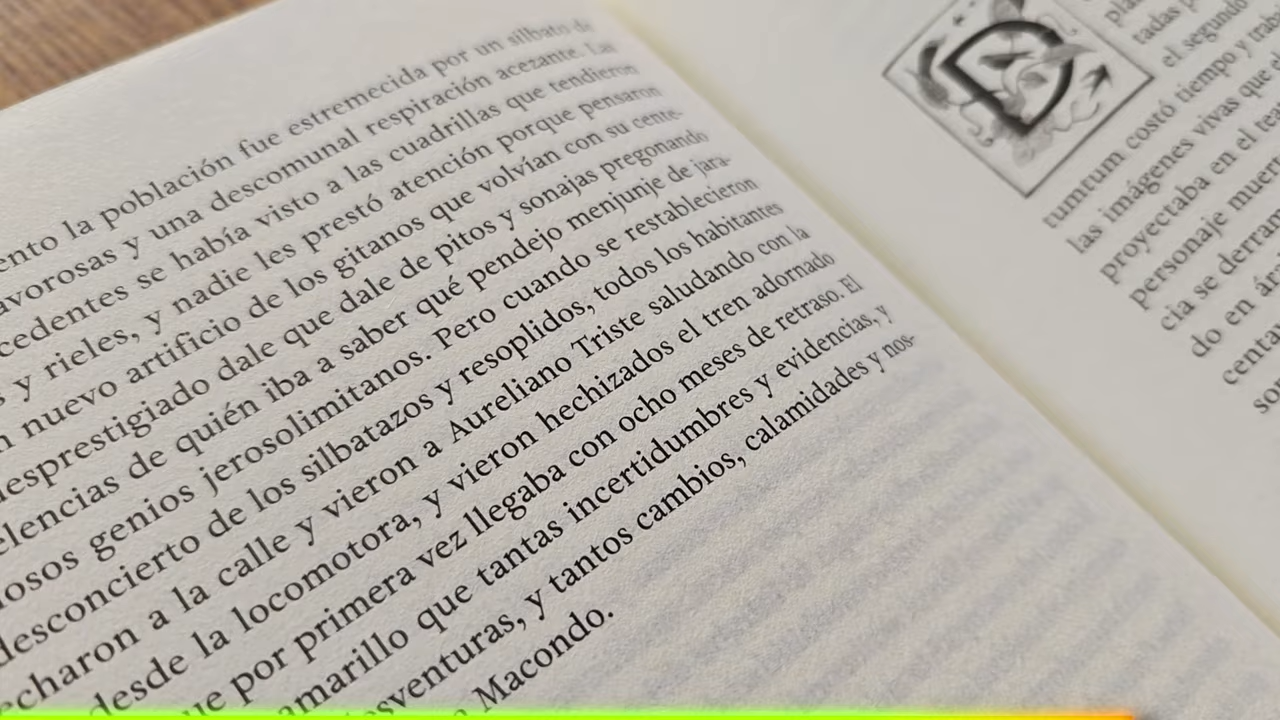 ento la población fue estremecida por un silbato de
avorosas y una descomunal respiración acezante. Las
cedentes se había visto a las cuadrillas que tendieron
s y rieles, y nadie les prestó atención porque pensaron
n nuevo artificio de los gitanos que volvían con su cente-
esprestigiado dale que dale de pitos y sonajas pregonando
elencias de quién iba a saber qué pendejo menjunje de jara-
osos genios jerosolimitanos. Pero cuando se restablecieron
desconcierto de los silbatazos y resoplidos, todos los habitantes
echaron a la calle y vieron a Aureliano Triste saludando con la
desde la locomotora, y vieron hechizados el tren adornado
ue por primera vez llegaba con ocho meses de retraso. El
amarillo que tantas incertidumbres y evidencias, y
sventuras, y tantos cambios, calamidades y nos-
Macondo.
D
pla
tadas p
el segundo
tumtum costó tiempo y trab
las imágenes vivas que el
proyectaba en el tea
personaje muert
cia se derram
do en ár
centav
so